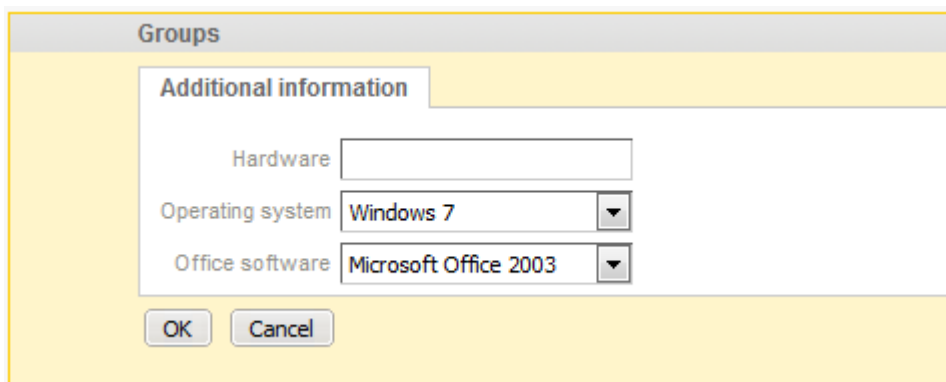 Groups
Additional information
Hardware
Operating system Windows 7
Office software Microsoft Office 2003
OK Cancel